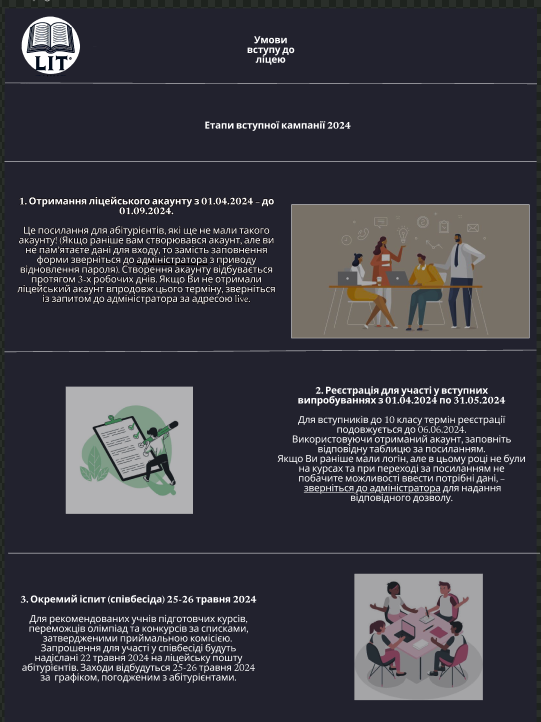 LIT
Умови
вступу до
ліцею
Етапи вступної кампанії 2024
1. Отримання ліцейського акаунту з 01.04.2024 – до
01.09.2024.
Це посилання для абітурієнтів, які ще не мали такого
акаунту! (Якщо раніше вам створювався акаунт, але ви
не пам'ятаєте дані для входу, то замість заповнення
форми зверніться до адміністратора з приводу
відновлення пароля). Створення акаунту відбувається
протягом 3-х робочих днів. Якщо Ви не отримали
ліцейський акаунт впродовж цього терміну, зверніться
із запитом до адміністратора за адресою live.
2. Реєстрація для участі у вступних
випробуваннях з 01.04.2024 по 31.05.2024
Для вступників до 10 класу термін реєстрації
подовжується до 06.06.2024.
Використовуючи отриманий акаунт, заповніть
відповідну таблицю за посиланням.
Якщо Ви раніше мали логін, але в цьому році не були
на курсах та при переході за посиланням не
побачите можливості ввести потрібні дані, –
зверніться до адміністратора для надання
відповідного дозволу.
3. Окремий іспит (співбесіда) 25-26 травня 2024
Для рекомендованих учнів підготовчих курсів,
переможців олімпіад та конкурсів за списками,
затвердженими приймальною комісією.
Запрошення для участі у співбесіді будуть
надіслані 22 травня 2024 на ліцейську пошту
абітурієнтів. Заходи відбудуться 25-26 травня 2024
за графіком, погодженим з абітурієнтами.